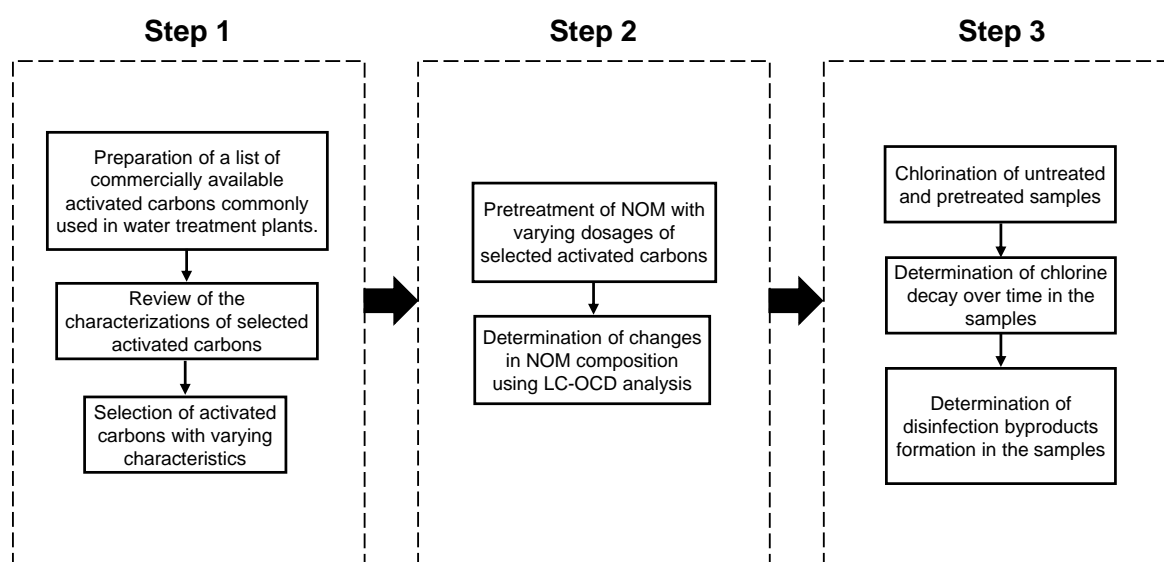 Step 1
Preparation of a list of
commercially available
activated carbons commonly
used in water treatment plants.
Review of the
characterizations of selected
activated carbons
Selection of activated
carbons with varying
characteristics
Step 2
Pretreatment of NOM with
varying dosages of
selected activated carbons
Determination of changes
in NOM composition
using LC-OCD analysis
Step 3
Chlorination of untreated
and pretreated samples
Determination of chlorine
decay over time in the
samples
Determination of
disinfection byproducts
formation in the samples